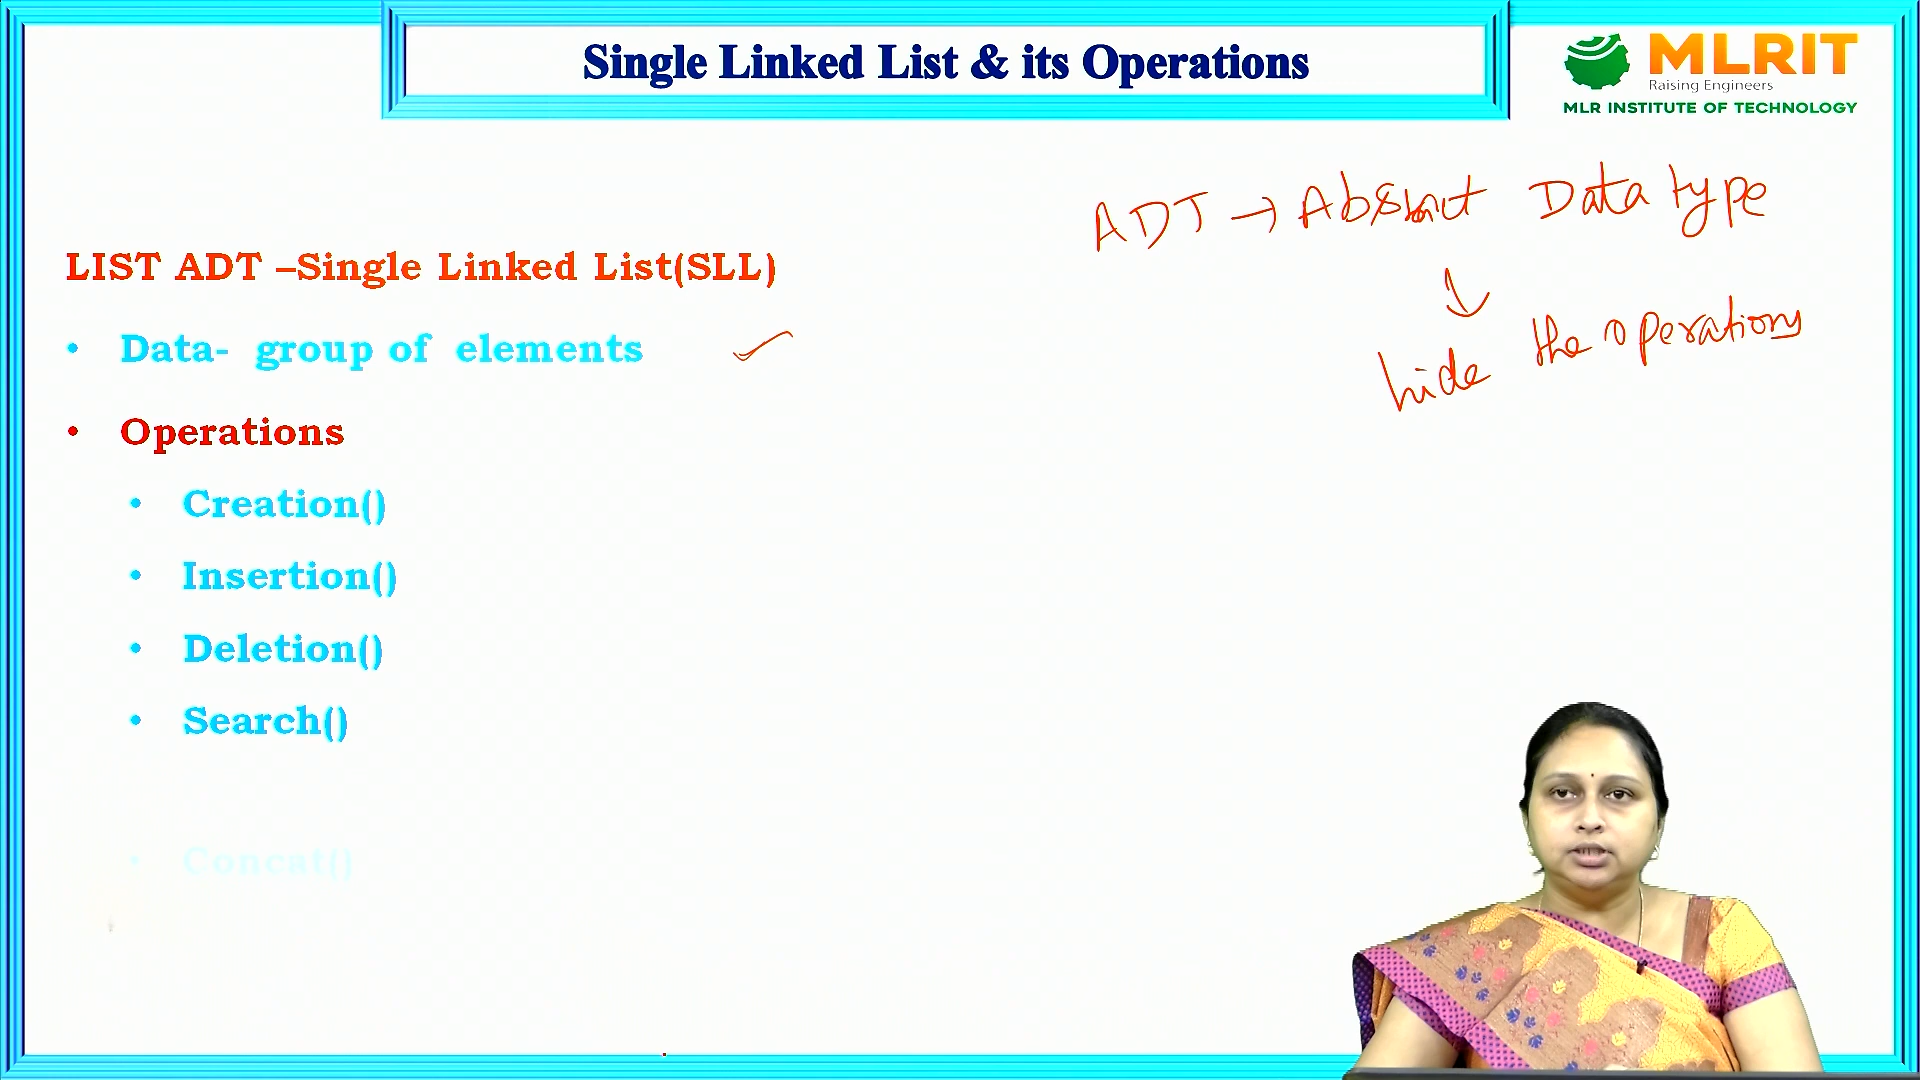 Single Linked List & its Operations
MLRIT
Raising Engineers
MLR INSTITUTE OF TECHNOLOGY
ADT → Abstract Data type
↓
hide the operations
LIST ADT –Single Linked List(SLL)
• Data- group of elements ✓
• Operations
• Creation()
• Insertion()
• Deletion()
• Search()
• Concat()